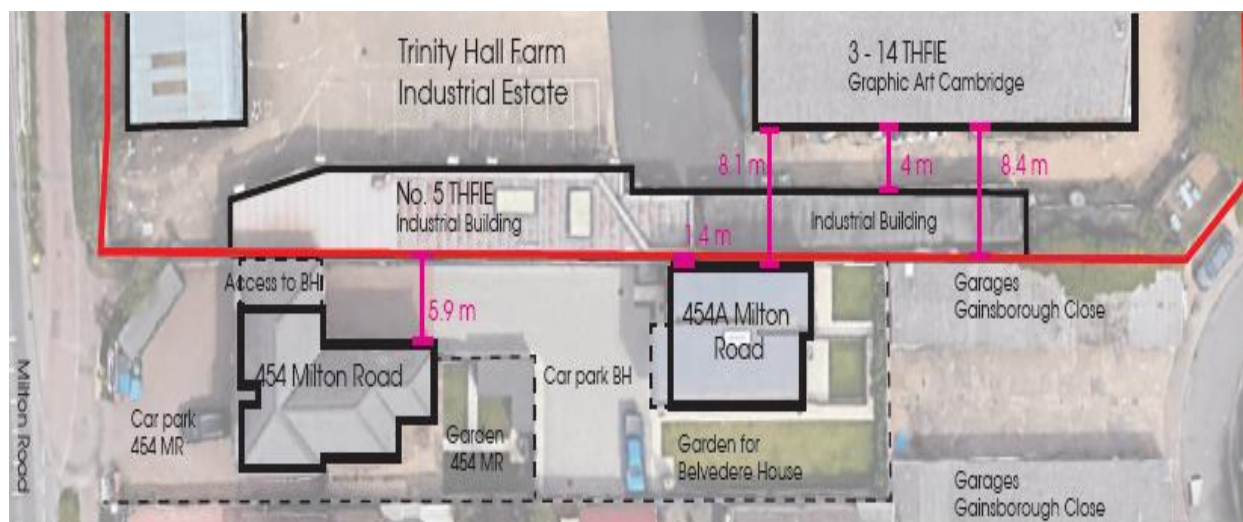 Trinity Hall Farm
Industrial Estate
3 - 14 THFIE
Graphic Art Cambridge
8.1 m
4 m
8.4 m
No. 5 THFIE
Industrial Building
Industrial Building
1.4 m
Access to BH
5.9 m
454A Milton
Road
Garages
Gainsborough Close
454 Milton Road
Car park BH
Milton Road
Car park
454 MR
Garden
454 MR
Garden for
Belvedere House
Garages
Gainsborough Close